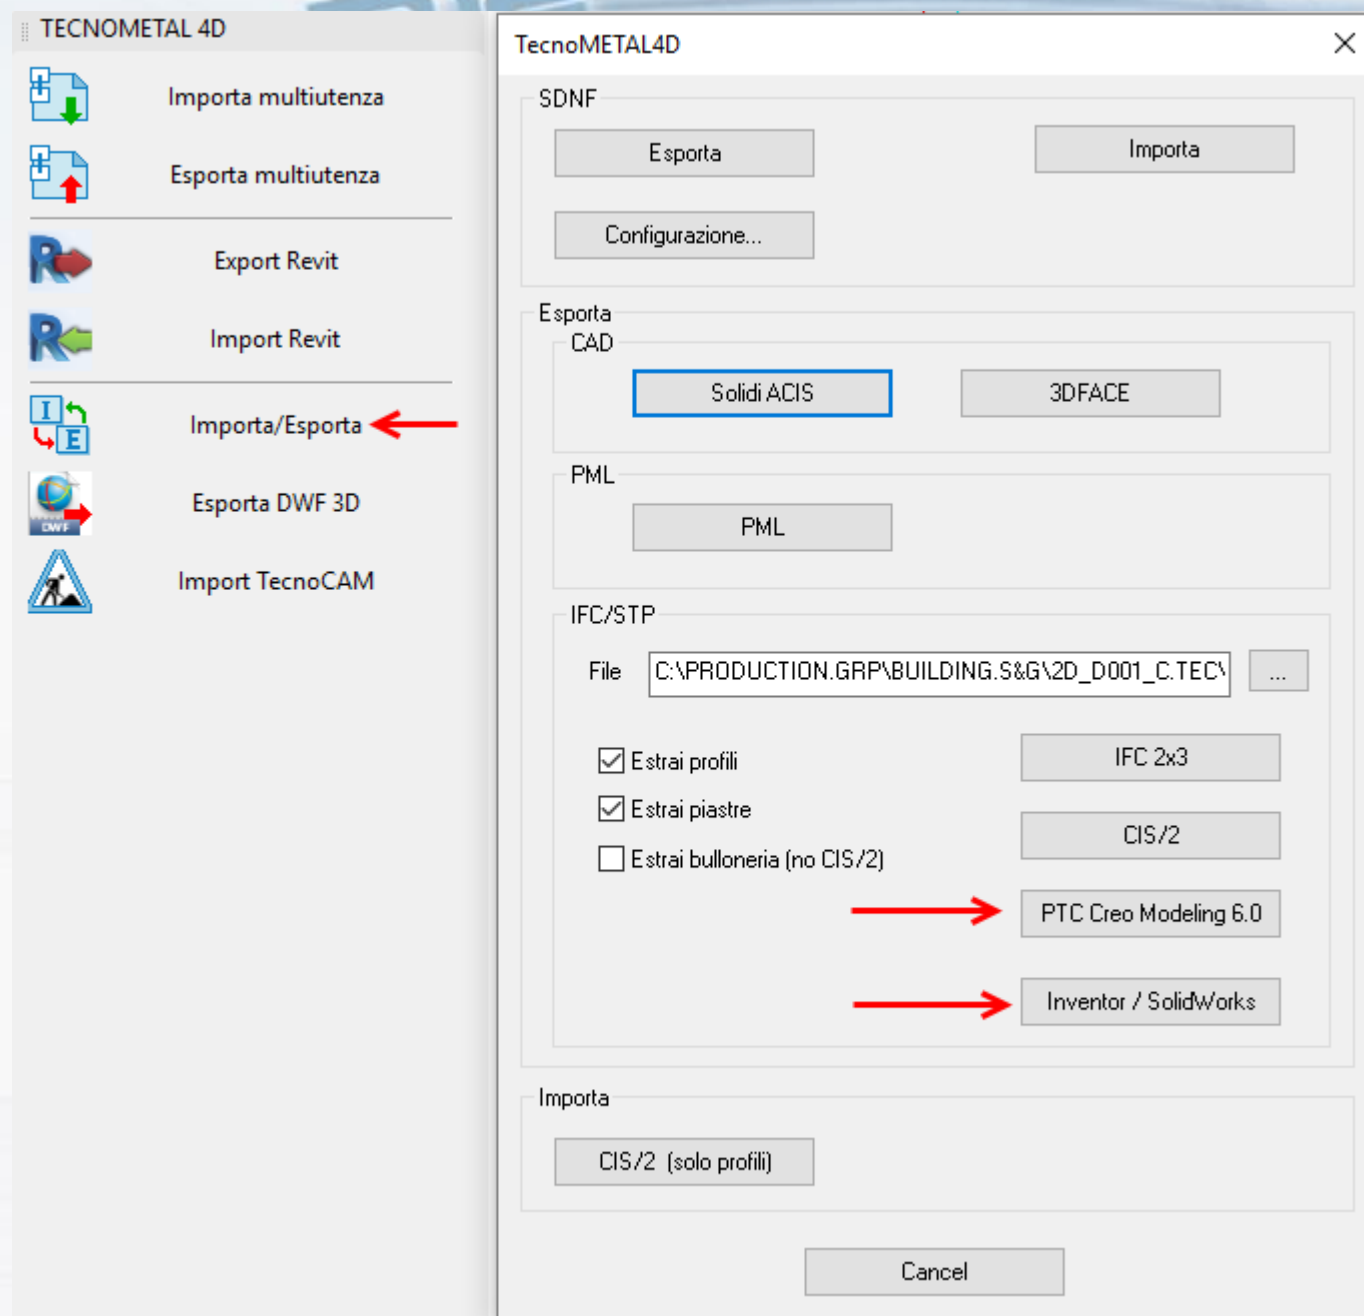 TECNOMETAL 4D
Importa multiutenza
Esporta multiutenza
Export Revit
Import Revit
I
E
Importa/Esporta
DWF
Esporta DWF 3D
Import TecnoCAM
TecnoMETAL4D
SDNF
Esporta
Importa
Configurazione...
Esporta
CAD
Solidi ACIS
3DFACE
PML
PML
IFC/STP
File
C:\PRODUCTION.GRP\BUILDING.S&G\2D_D001_C.TEC\
...
Estrai profili
IFC 2x3
Estrai piastre
CIS/2
Estrai bulloneria (no CIS/2)
PTC Creo Modeling 6.0
Inventor / SolidWorks
Importa
CIS/2 (solo profili)
Cancel